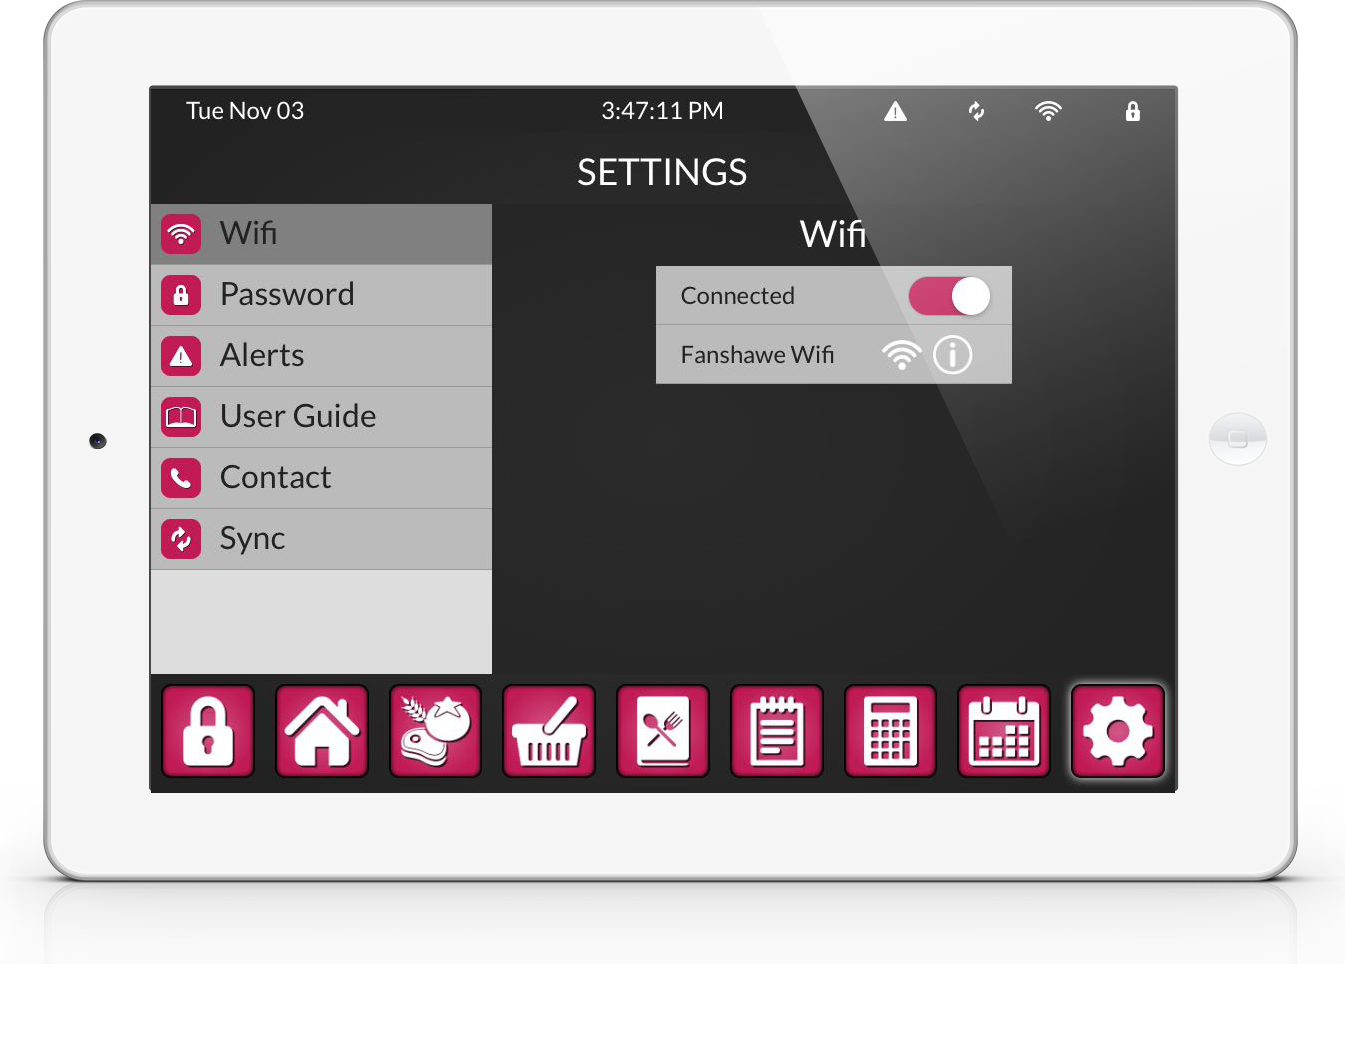 Tue Nov 03
3:47:11 PM
SETTINGS
Wifi
Password
Alerts
User Guide
Contact
Sync
Wifi
Connected
Fanshawe Wifi